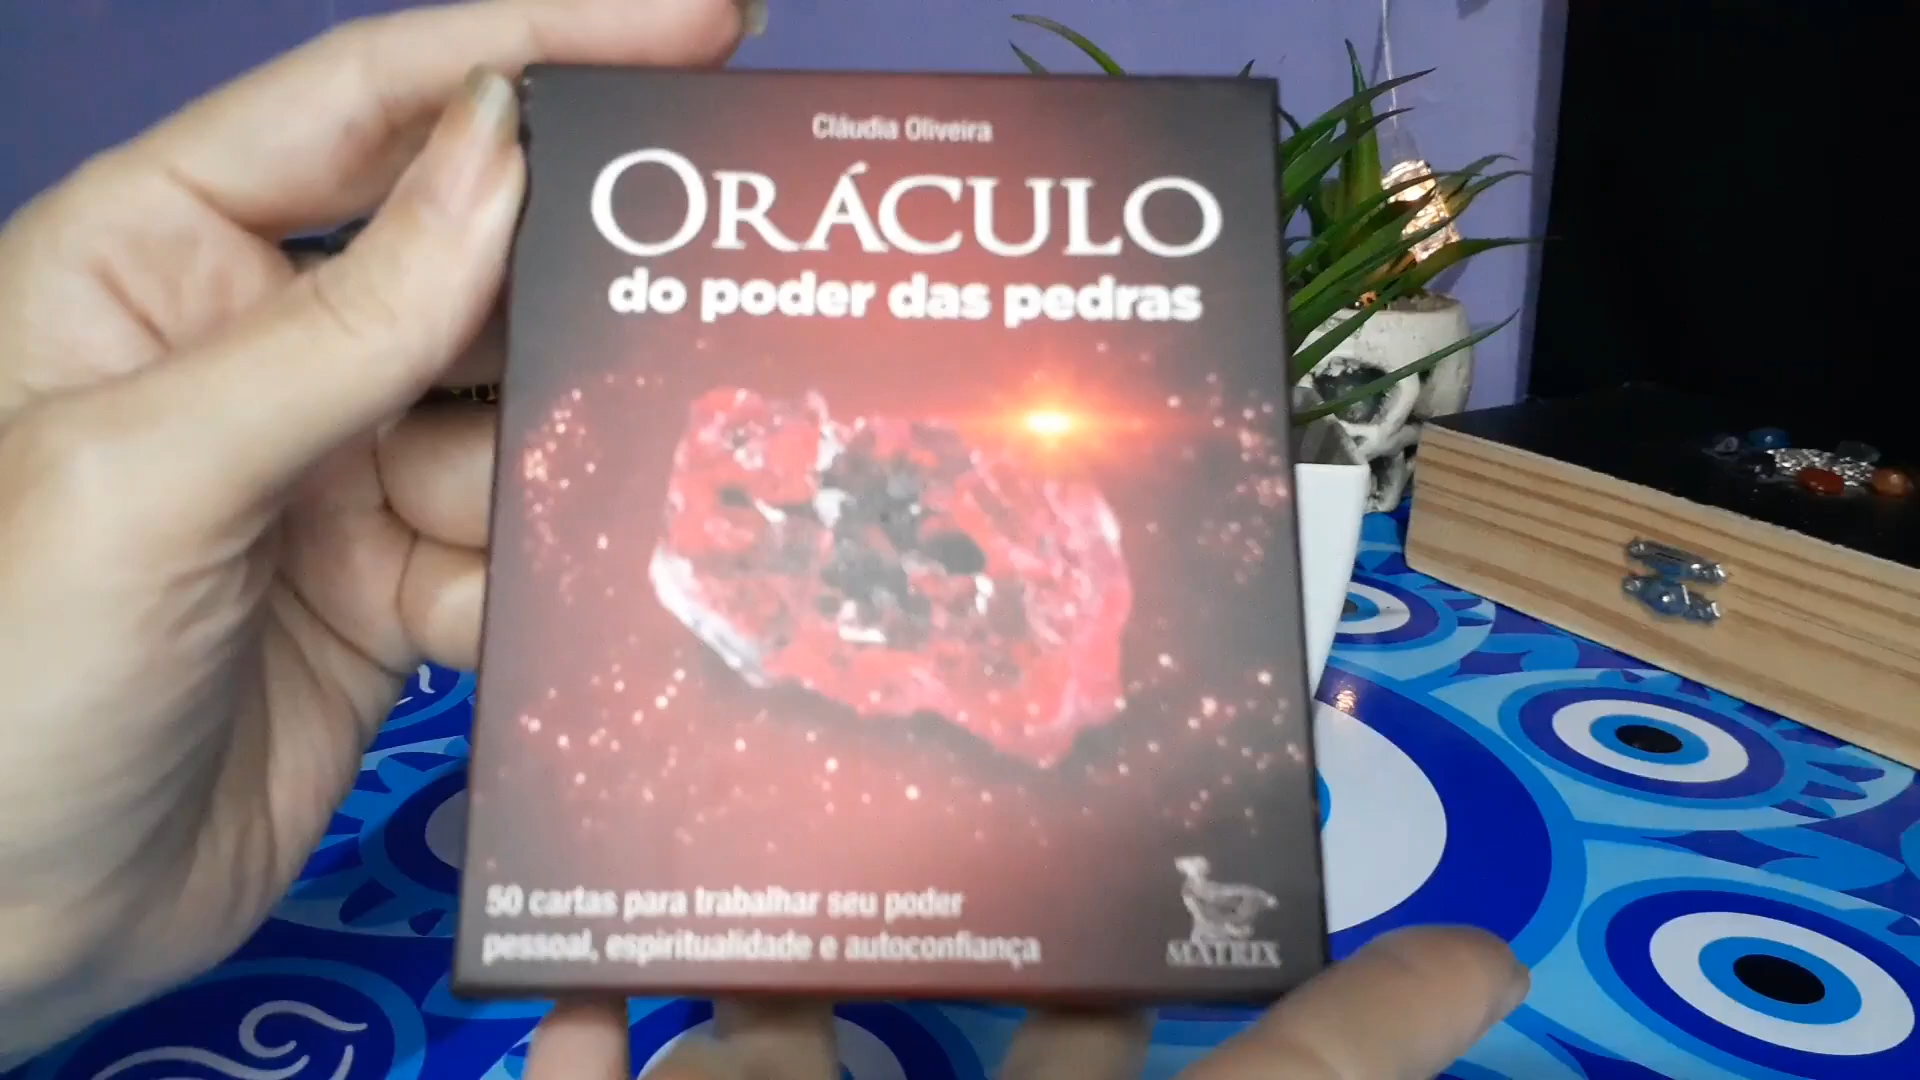 Cláudia Oliveira
ORÁCULO
do poder das pedras
50 cartas para trabalhar seu poder
pessoal, espiritualidade e autoconfiança
MATRIX